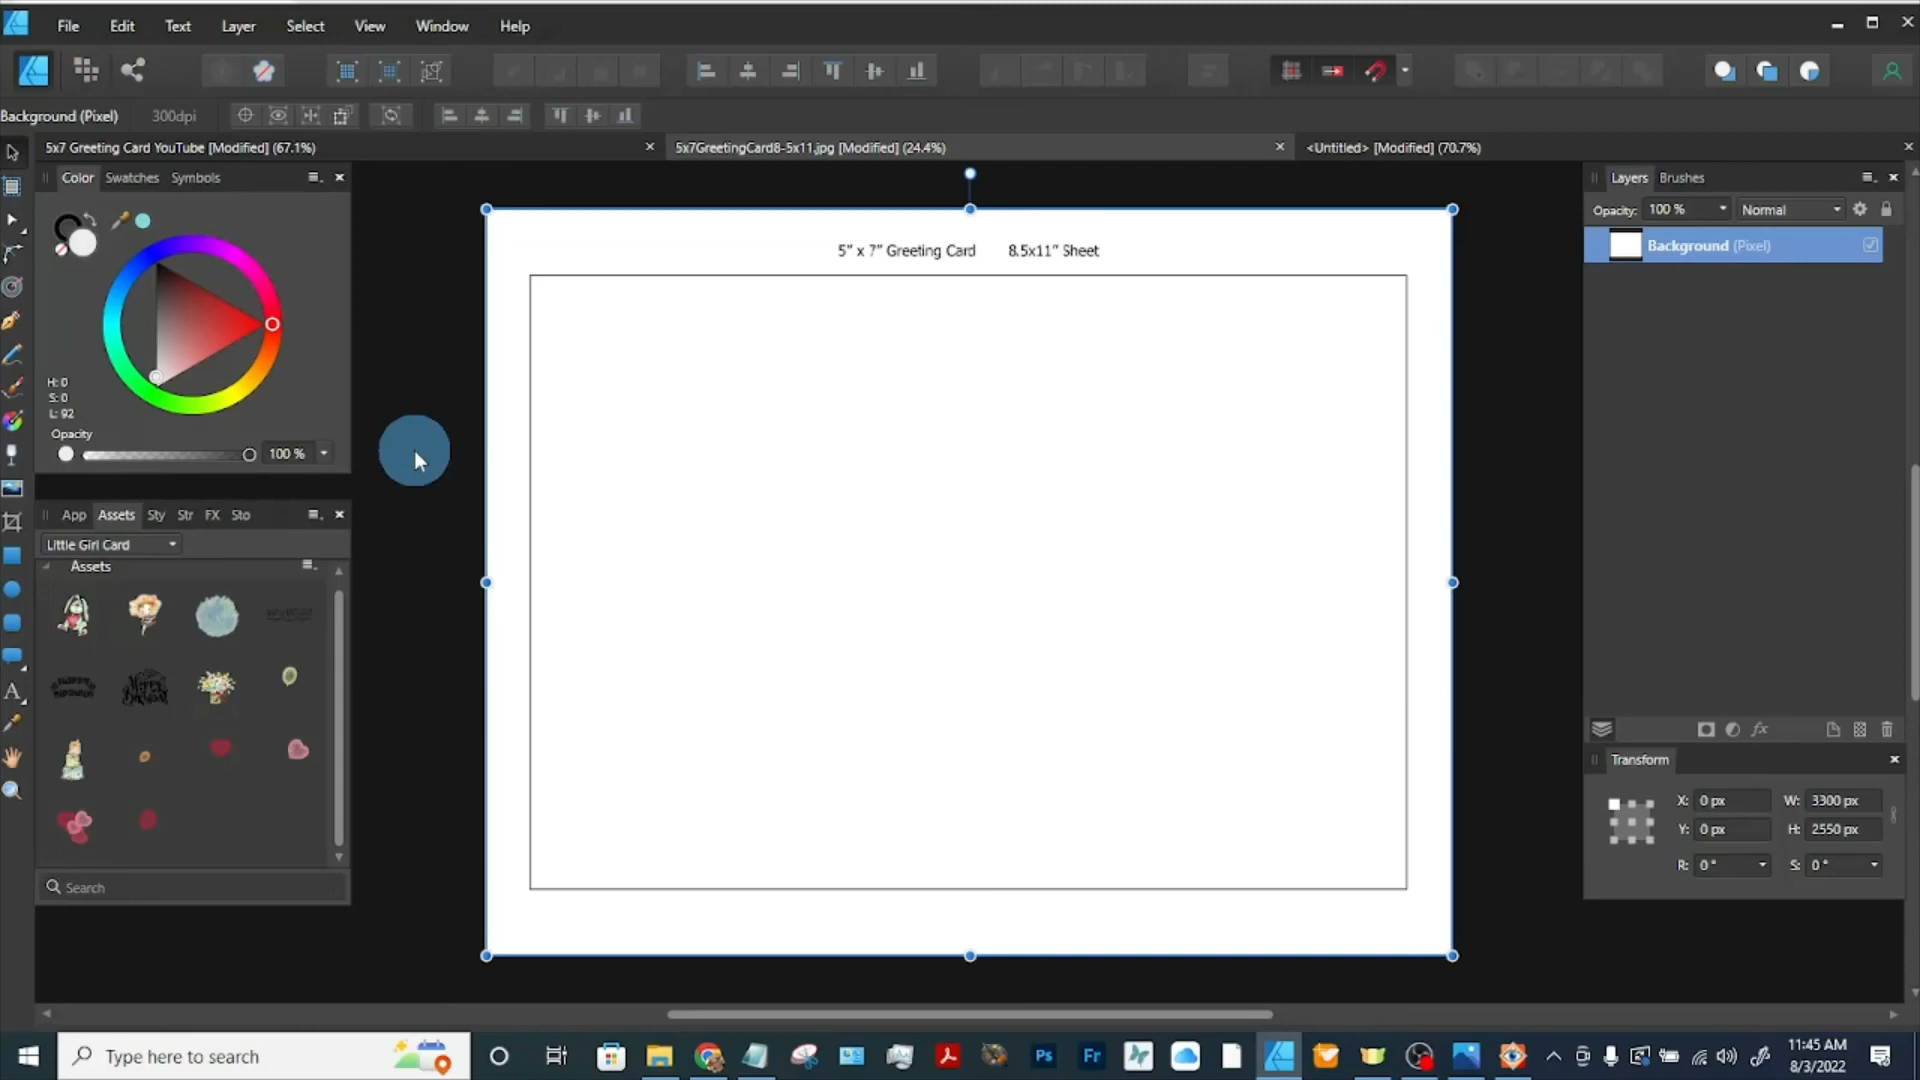 File Edit Text Layer Select View Window Help
Background (Pixel) 300dpi
5x7 Greeting Card YouTube [Modified] (67.1%) 5x7GreetingCard8-5x11.jpg [Modified] (24.4%) <Untitled> [Modified] (70.7%)
Color Swatches Symbols
H: 0
S: 0
L: 92
Opacity
100 %
App Assets Sty Str FX Sto
Little Girl Card
Assets
Search
5" x 7" Greeting Card 8.5x11" Sheet
Layers Brushes
Opacity: 100 % Normal
Background (Pixel)
fx
Transform
X: 0 px W: 3300 px
Y: 0 px H: 2550 px
R: 0 ° S: 0 °
Type here to search
Ps
Fr
11:45 AM
8/3/2022